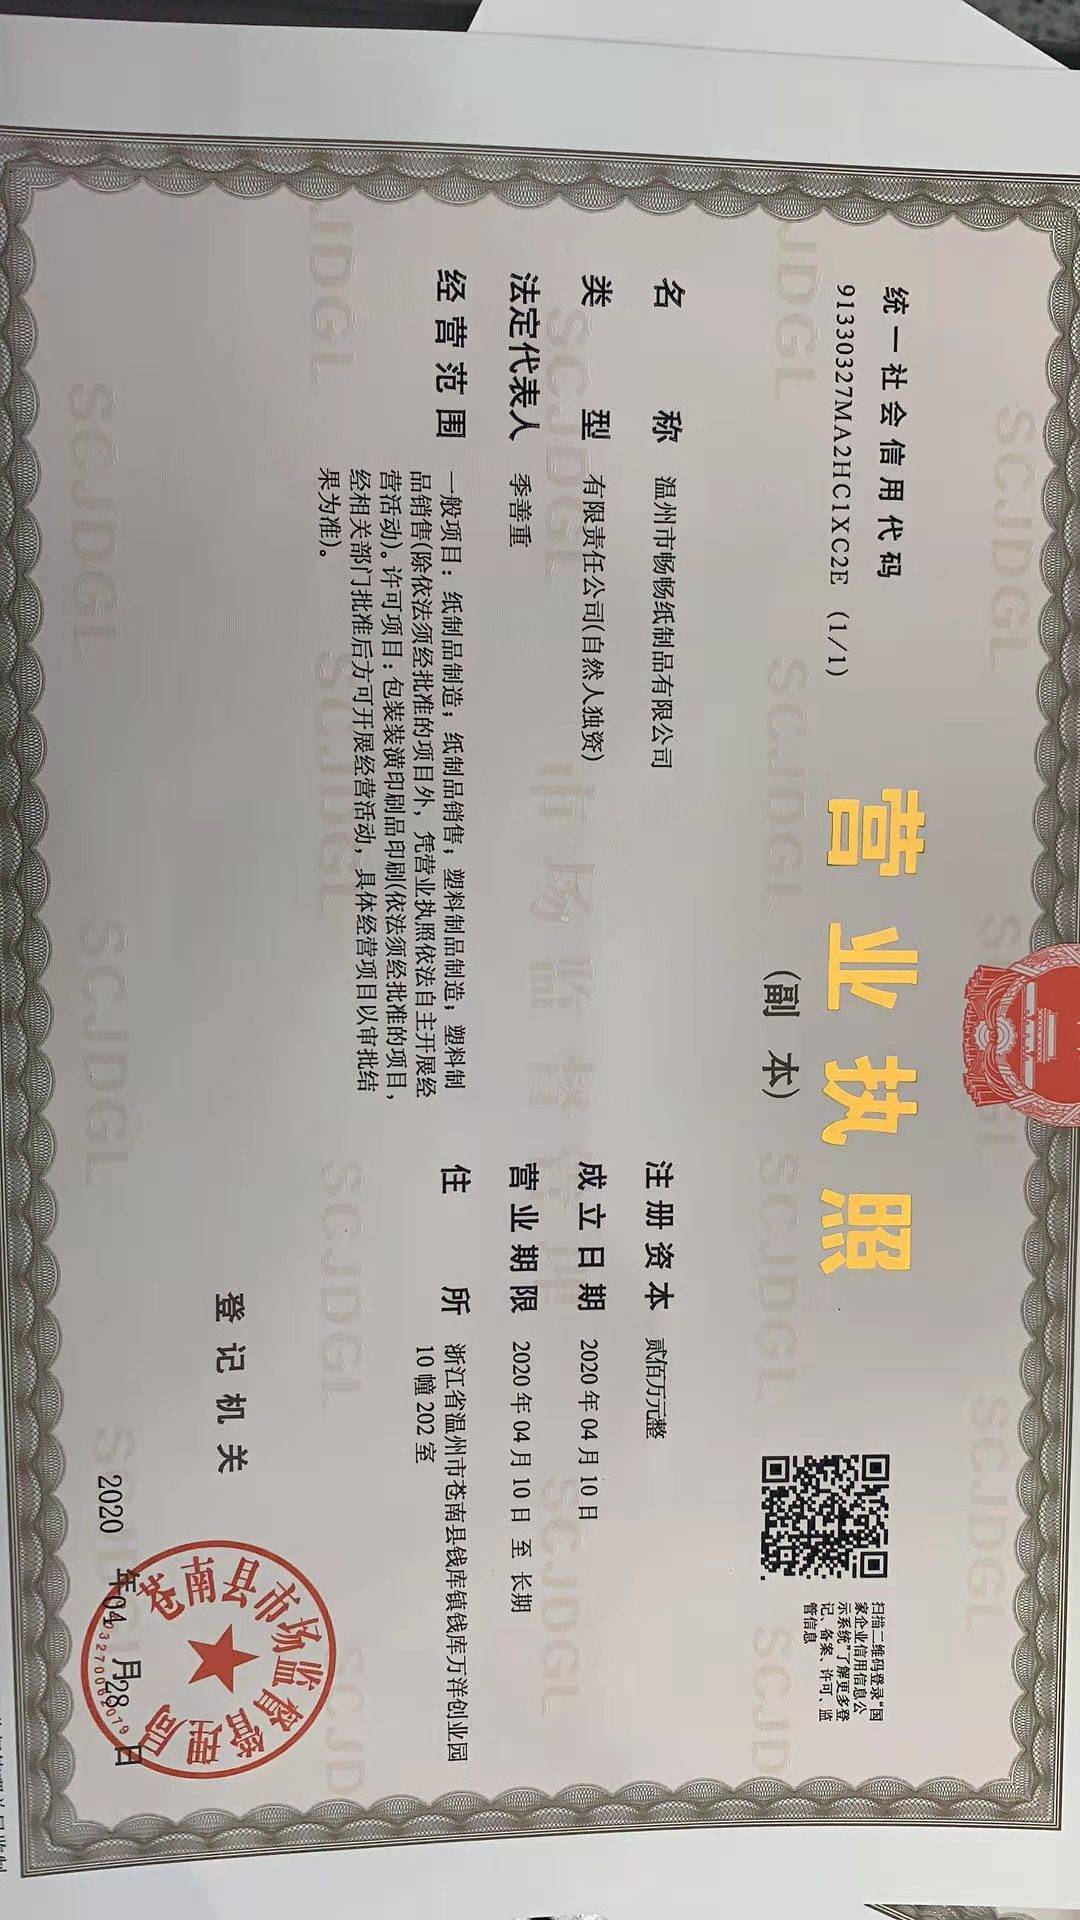 统一社会信用代码
91330327MA2HC1XC2E (1/1)
营业执照
(副本)
扫描二维码登录“国
家企业信用信息公
示系统”了解更多登
记、备案、许可、监
管信息
名称 温州市畅畅纸制品有限公司
类型 有限责任公司(自然人独资)
法定代表人 季善重
经营范围 一般项目：纸制品制造；纸制品销售；塑料制品制造；塑料制
品销售(除依法须经批准的项目外，凭营业执照依法自主开展经
营活动)。许可项目：包装装潢印刷品印刷(依法须经批准的项目，
经相关部门批准后方可开展经营活动，具体经营项目以审批结
果为准)。
注册资本 贰佰万元整
成立日期 2020年04月10日
营业期限 2020年04月10日 至 长期
住所 浙江省温州市苍南县钱库镇钱库万洋创业园
10幢202室
登记机关
苍南县市场监督管理局
2020 年 04 月 28 日
SCJDGL
市场监督管理